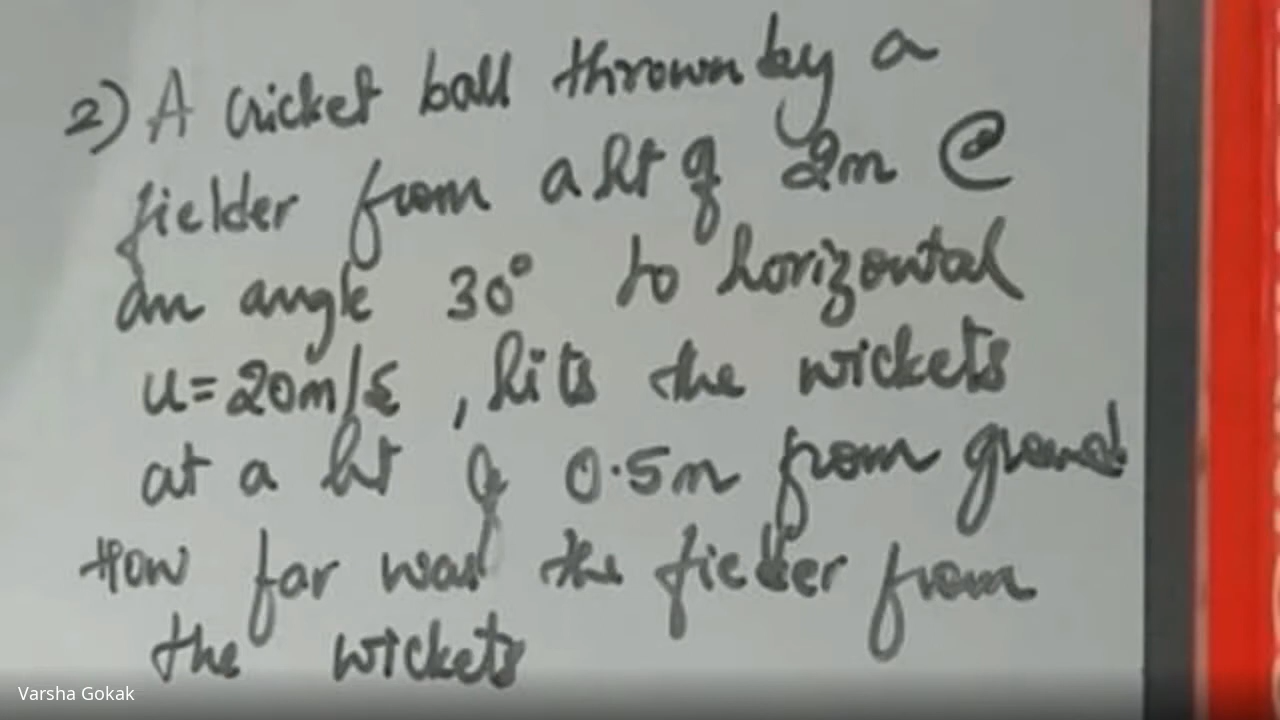 2) A cricket ball thrown by a
fielder from a ht of 2m @
an angle 30° to horizontal
u=20m/s, hits the wickets
at a ht of 0.5m from ground
How far was the fielder from
the wickets
Varsha Gokak